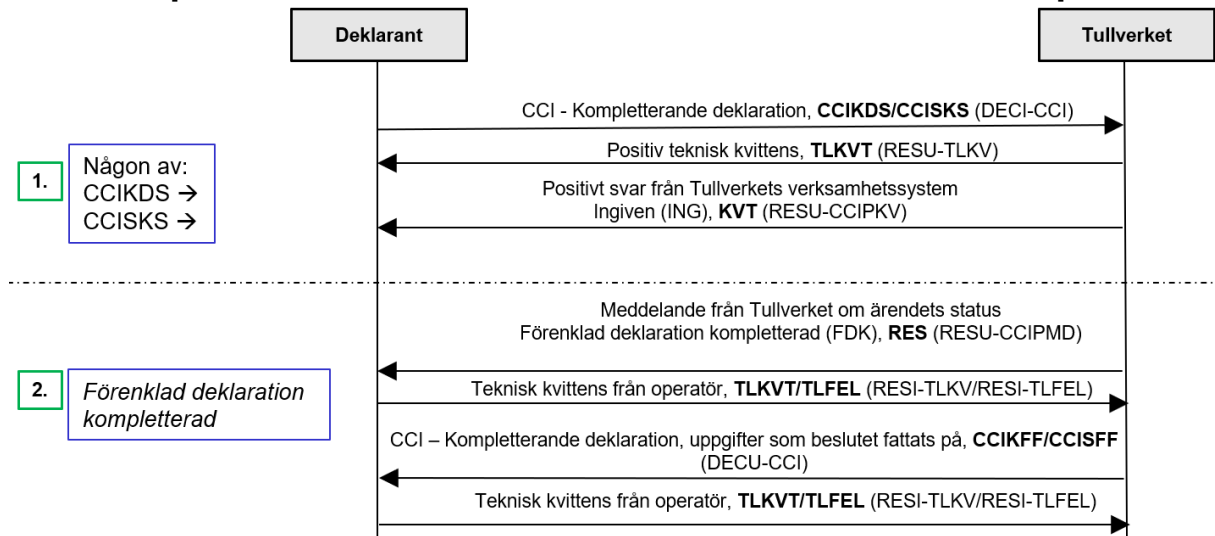 Deklarant
Tullverket
CCI - Kompletterande deklaration, CCIKDS/CCISKS (DECI-CCI)
Positiv teknisk kvittens, TLKVT (RESU-TLKV)
Positivt svar från Tullverkets verksamhetssystem
Ingiven (ING), KVT (RESU-CCIPKV)
1.
Någon av:
CCIKDS →
CCISKS →
Meddelande från Tullverket om ärendets status
Förenklad deklaration kompletterad (FDK), RES (RESU-CCIPMD)
2.
Förenklad deklaration
kompletterad
Teknisk kvittens från operatör, TLKVT/TLFEL (RESI-TLKV/RESI-TLFEL)
CCI – Kompletterande deklaration, uppgifter som beslutet fattats på, CCIKFF/CCISFF
(DECU-CCI)
Teknisk kvittens från operatör, TLKVT/TLFEL (RESI-TLKV/RESI-TLFEL)